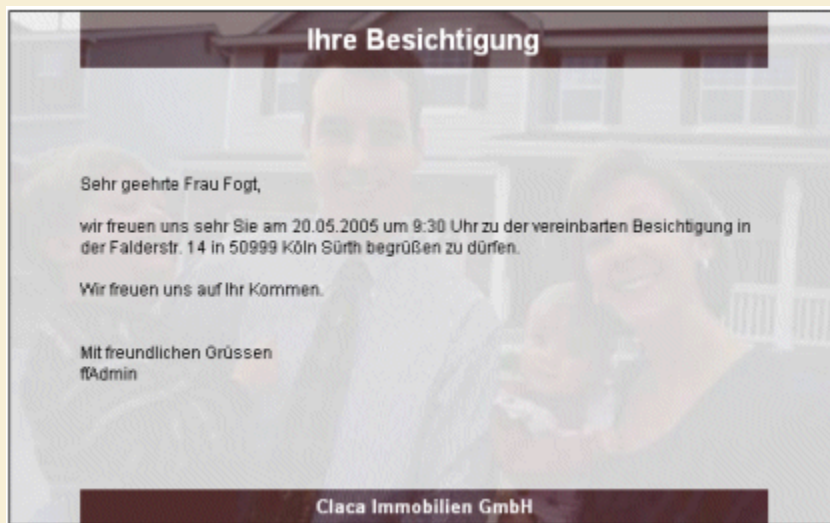 Ihre Besichtigung
Sehr geehrte Frau Fogt,
wir freuen uns sehr Sie am 20.05.2005 um 9:30 Uhr zu der vereinbarten Besichtigung in
der Falderstr. 14 in 50999 Köln Sürth begrüßen zu dürfen.
Wir freuen uns auf Ihr Kommen.
Mit freundlichen Grüssen
ffAdmin
Claca Immobilien GmbH